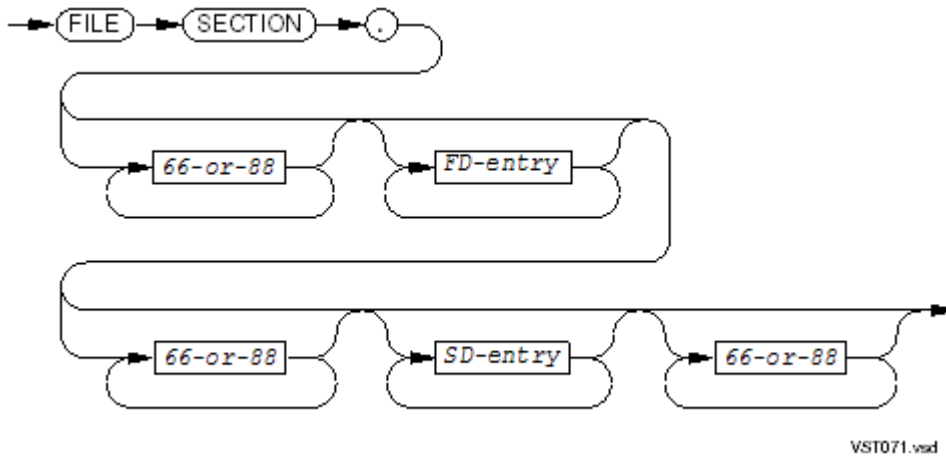 FILE SECTION .
66-or-88 FD-entry
66-or-88 SD-entry 66-or-88
VST071.vsd